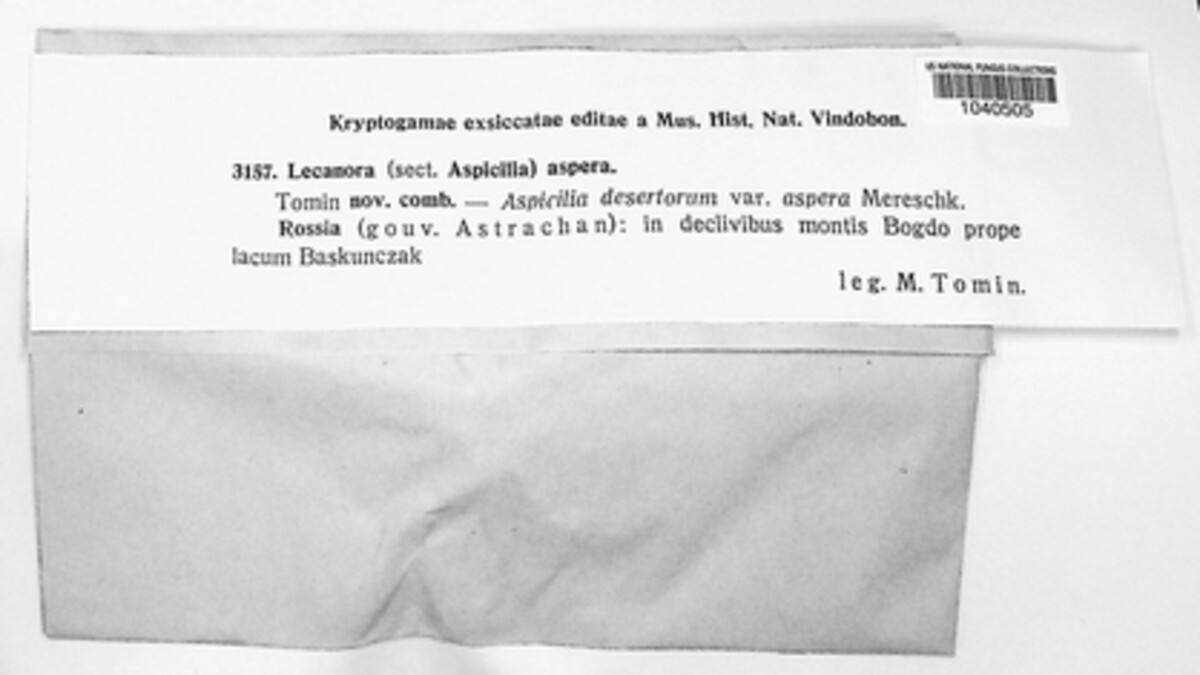 US NATIONAL FUNGUS COLLECTIONS
1040505
Kryptogamae exsiccatae editae a Mus. Hist. Nat. Vindobon.
3157. Lecanora (sect. Aspicilia) aspera.
Tomin nov. comb. — Aspicilia desertorum var. aspera Mereschk.
Rossia (gouv. Astrachan): in declivibus montis Bogdo prope
lacum Baskunczak
leg. M. Tomin.